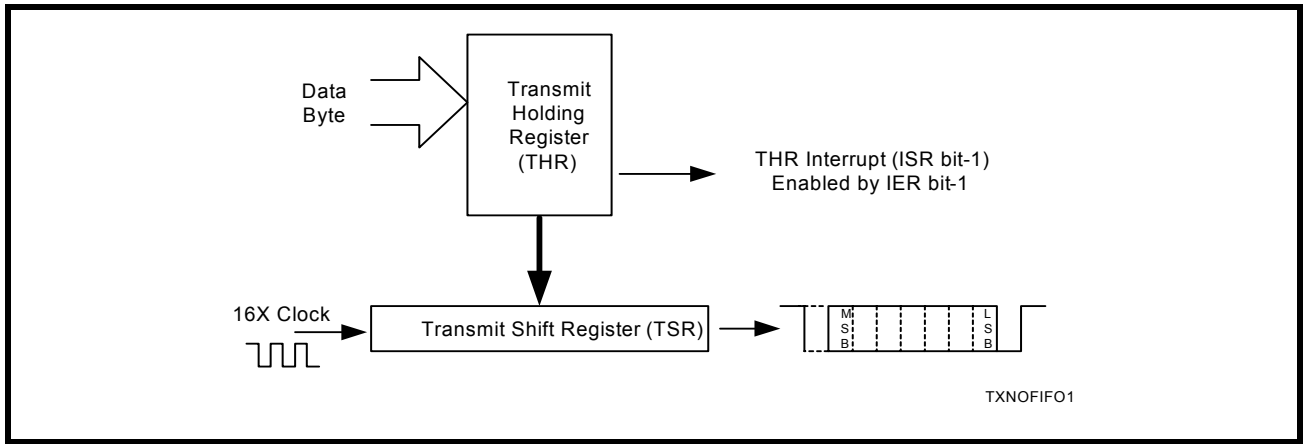 Data
Byte
Transmit
Holding
Register
(THR)
THR Interrupt (ISR bit-1)
Enabled by IER bit-1
16X Clock
Transmit Shift Register (TSR)
M
S
B
L
S
B
TXNOFIFO1